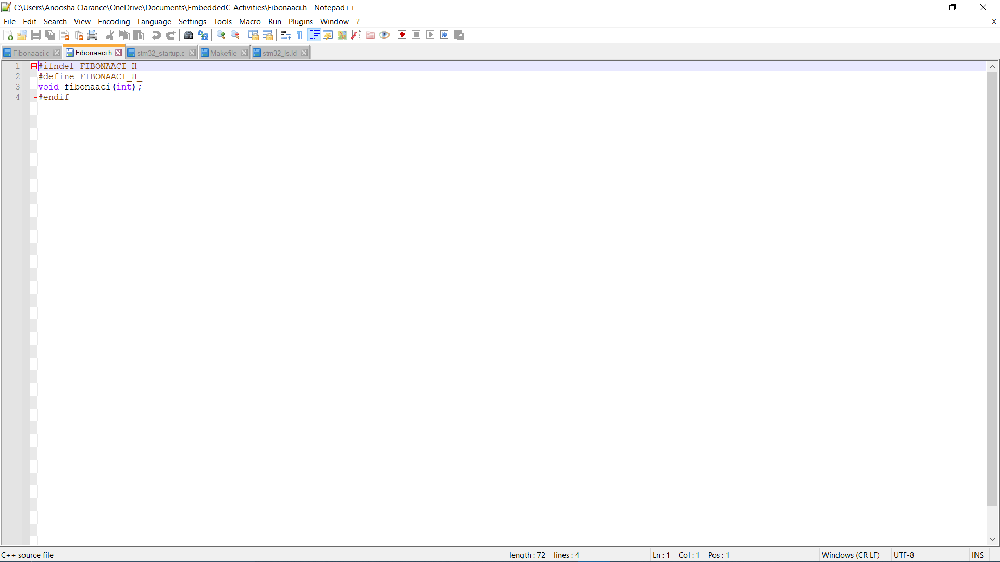 C:\Users\Anoosha Clarance\OneDrive\Documents\EmbeddedC_Activities\Fibonaaci.h - Notepad++
File Edit Search View Encoding Language Settings Tools Macro Run Plugins Window ? X
Fibonaaci.c Fibonaaci.h stm32_startup.c Makefile stm32_ls.ld
1 #ifndef FIBONAACI_H_
2 #define FIBONAACI_H_
3 void fibonaaci(int);
4 #endif
C++ source file length : 72 lines : 4 Ln : 1 Col : 1 Pos : 1 Windows (CR LF) UTF-8 INS